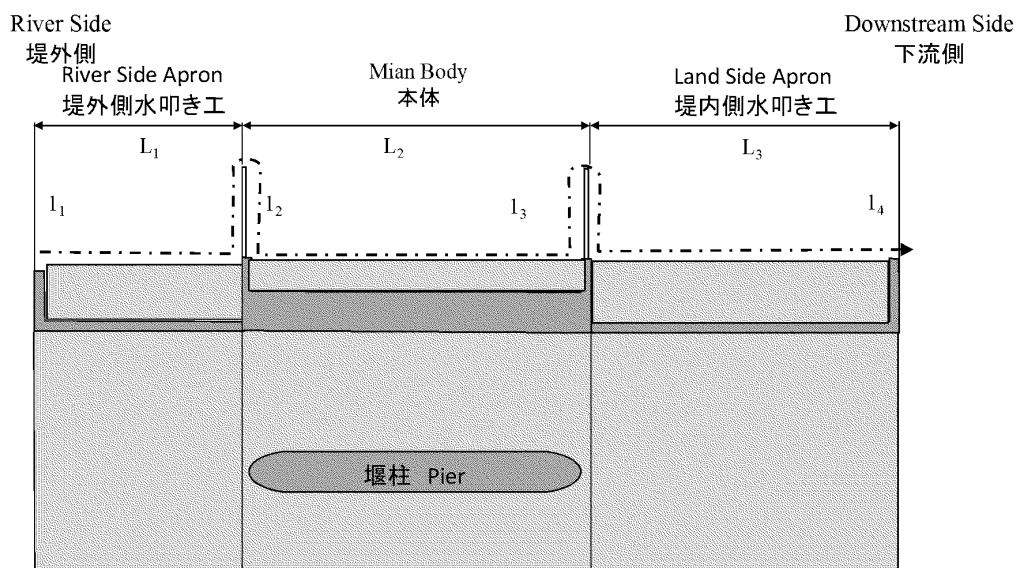 River Side
堤外側
Downstream Side
下流側
River Side Apron
堤外側水叩き工
Mian Body
本体
Land Side Apron
堤内側水叩き工
L₁
L₂
L₃
l₁
l₂
l₃
l₄
堰柱 Pier